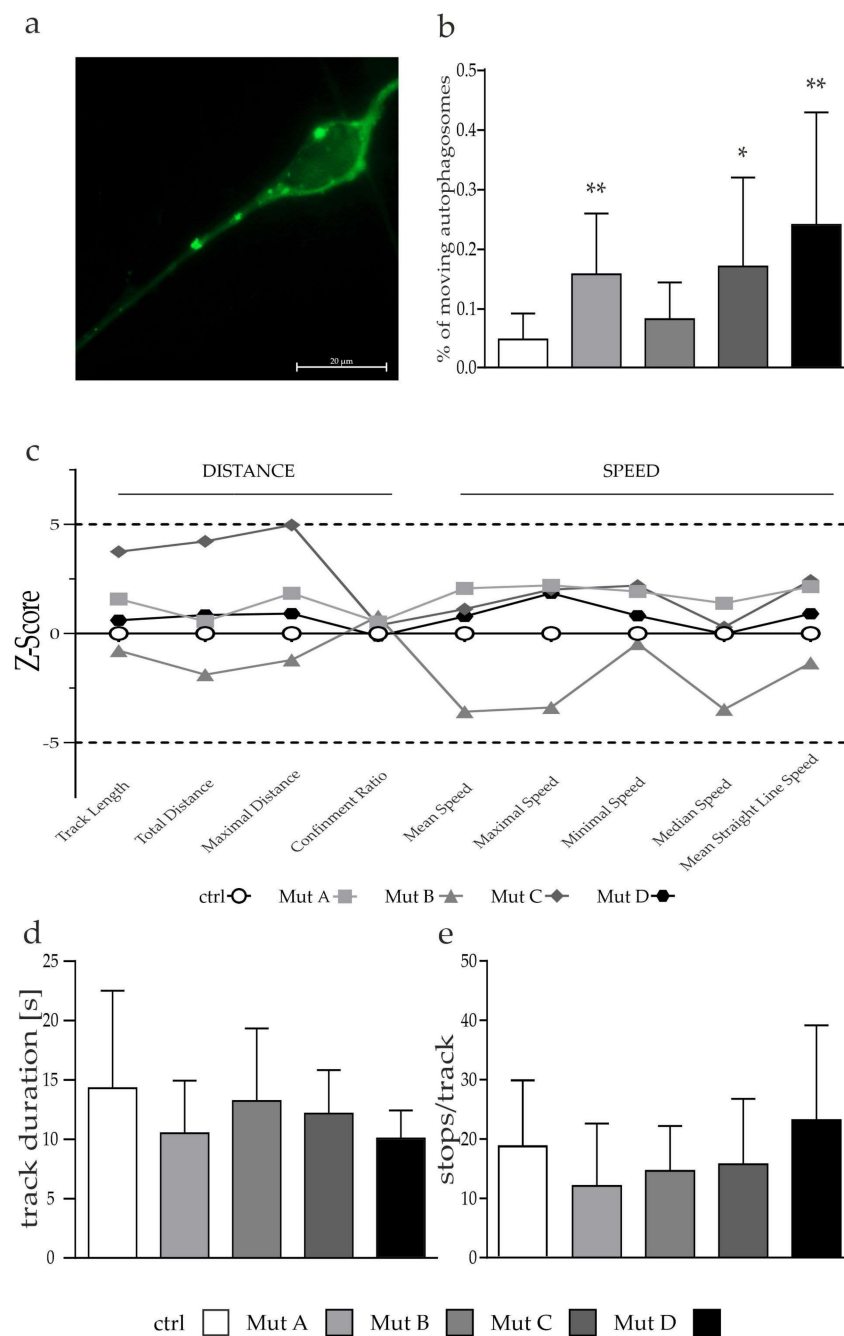 a
20 µm
b
% of moving autophagosomes
0.5
0.4
0.3
0.2
0.1
0.0
**
*
**
c
DISTANCE
SPEED
Z-Score
5
0
-5
Track Length
Total Distance
Maximal Distance
Confinment Ratio
Mean Speed
Maximal Speed
Minimal Speed
Median Speed
Mean Straight Line Speed
ctrl Mut A Mut B Mut C Mut D
d
track duration [s]
25
20
15
10
5
0
e
stops/track
50
40
30
20
10
0
ctrl Mut A Mut B Mut C Mut D